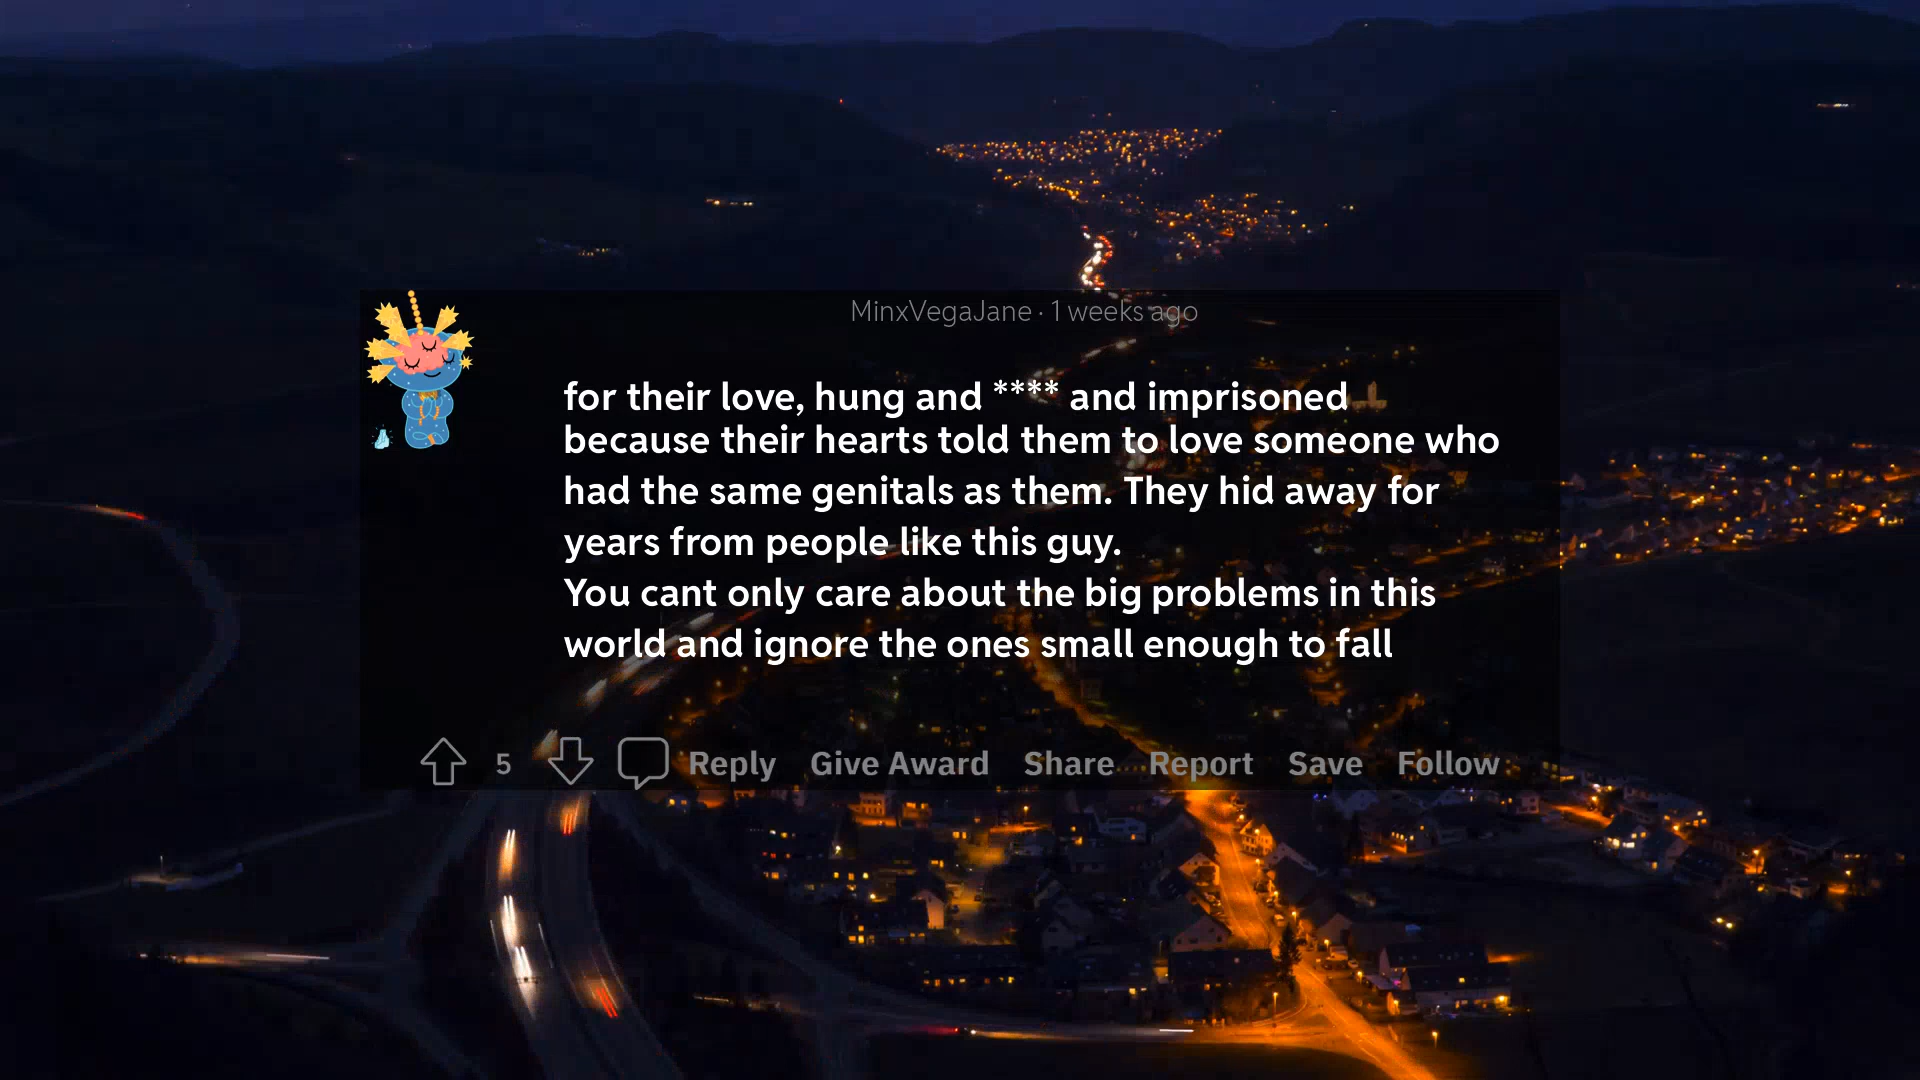 MinxVegaJane · 1 weeks ago
for their love, hung and **** and imprisoned
because their hearts told them to love someone who
had the same genitals as them. They hid away for
years from people like this guy.
You cant only care about the big problems in this
world and ignore the ones small enough to fall
5 Reply Give Award Share Report Save Follow